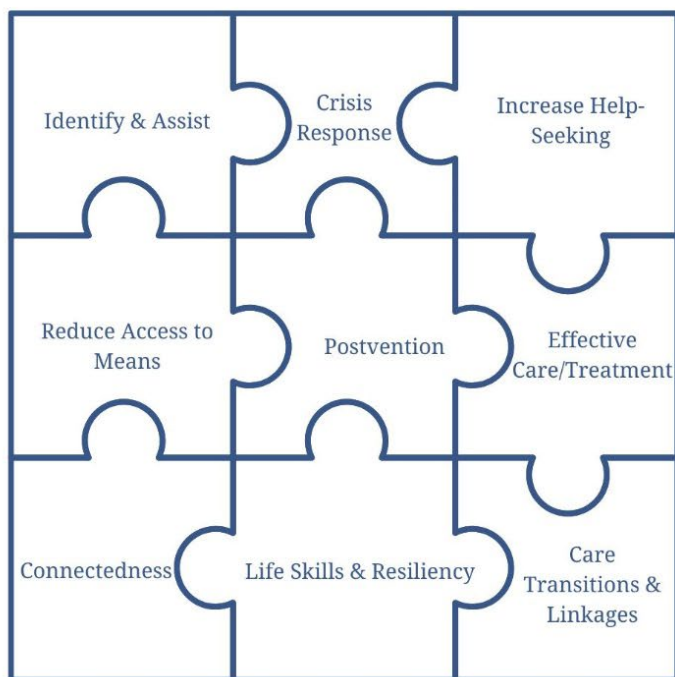 Identify & Assist
Crisis
Response
Increase Help-
Seeking
Reduce Access to
Means
Postvention
Effective
Care/Treatment
Connectedness
Life Skills & Resiliency
Care
Transitions &
Linkages